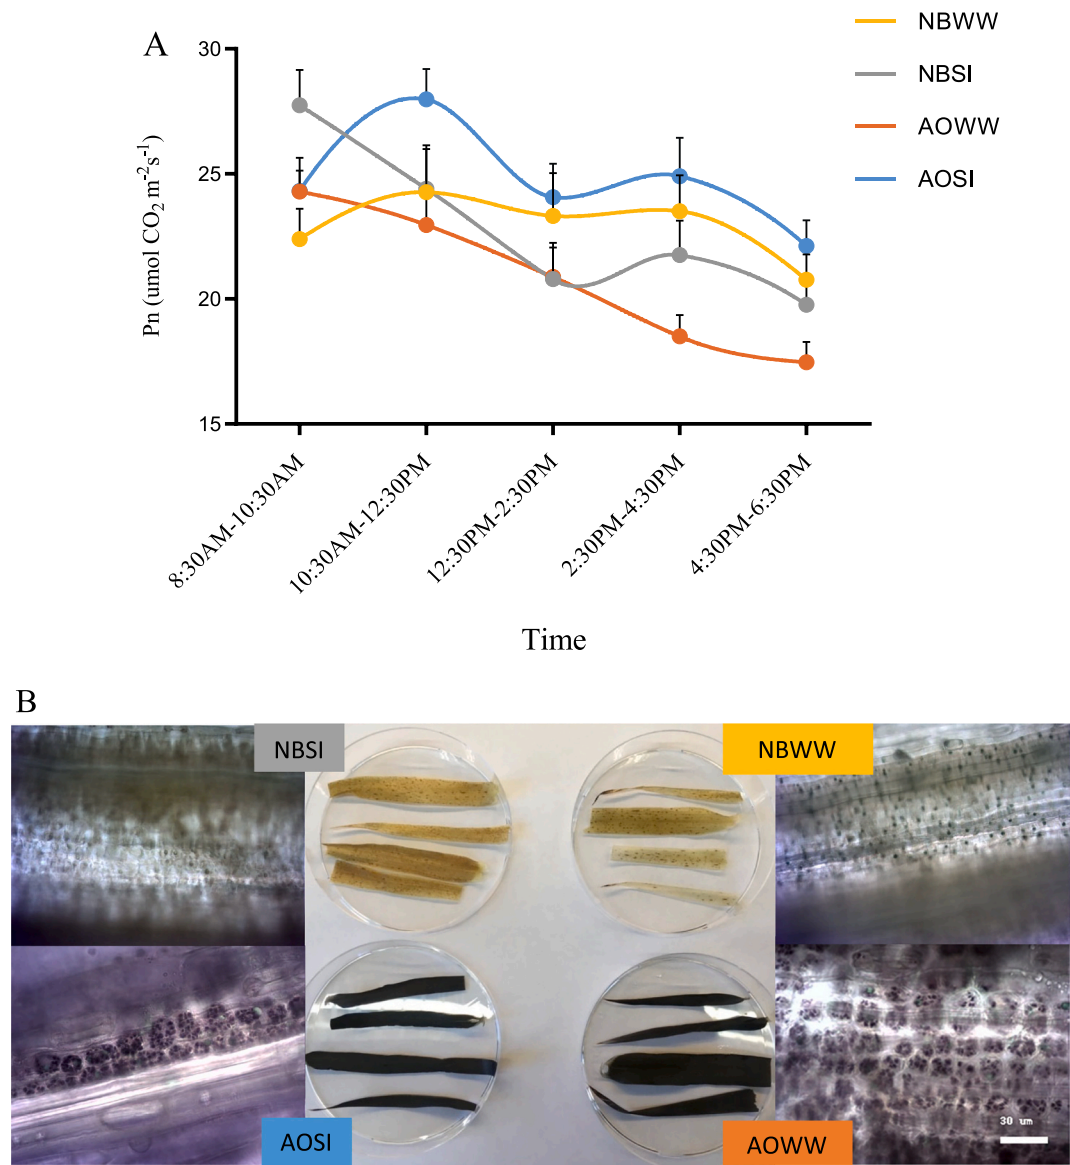 A
NBWW
NBSI
AOWW
AOSI
30
25
20
15
Pn (umol CO₂ m⁻²s⁻¹)
8:30AM-10:30AM
10:30AM-12:30PM
12:30PM-2:30PM
2:30PM-4:30PM
4:30PM-6:30PM
Time
B
NBSI
NBWW
AOSI
AOWW
30 um